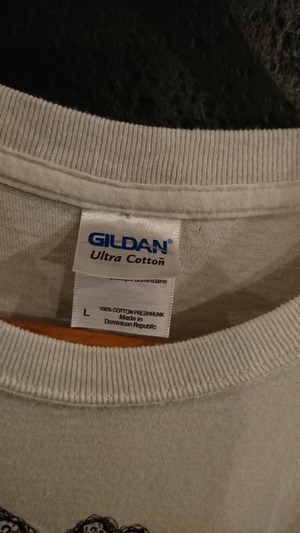 GILDAN®
Ultra Cotton®
L
100% COTTON PRESHRUNK
Made in
Dominican Republic